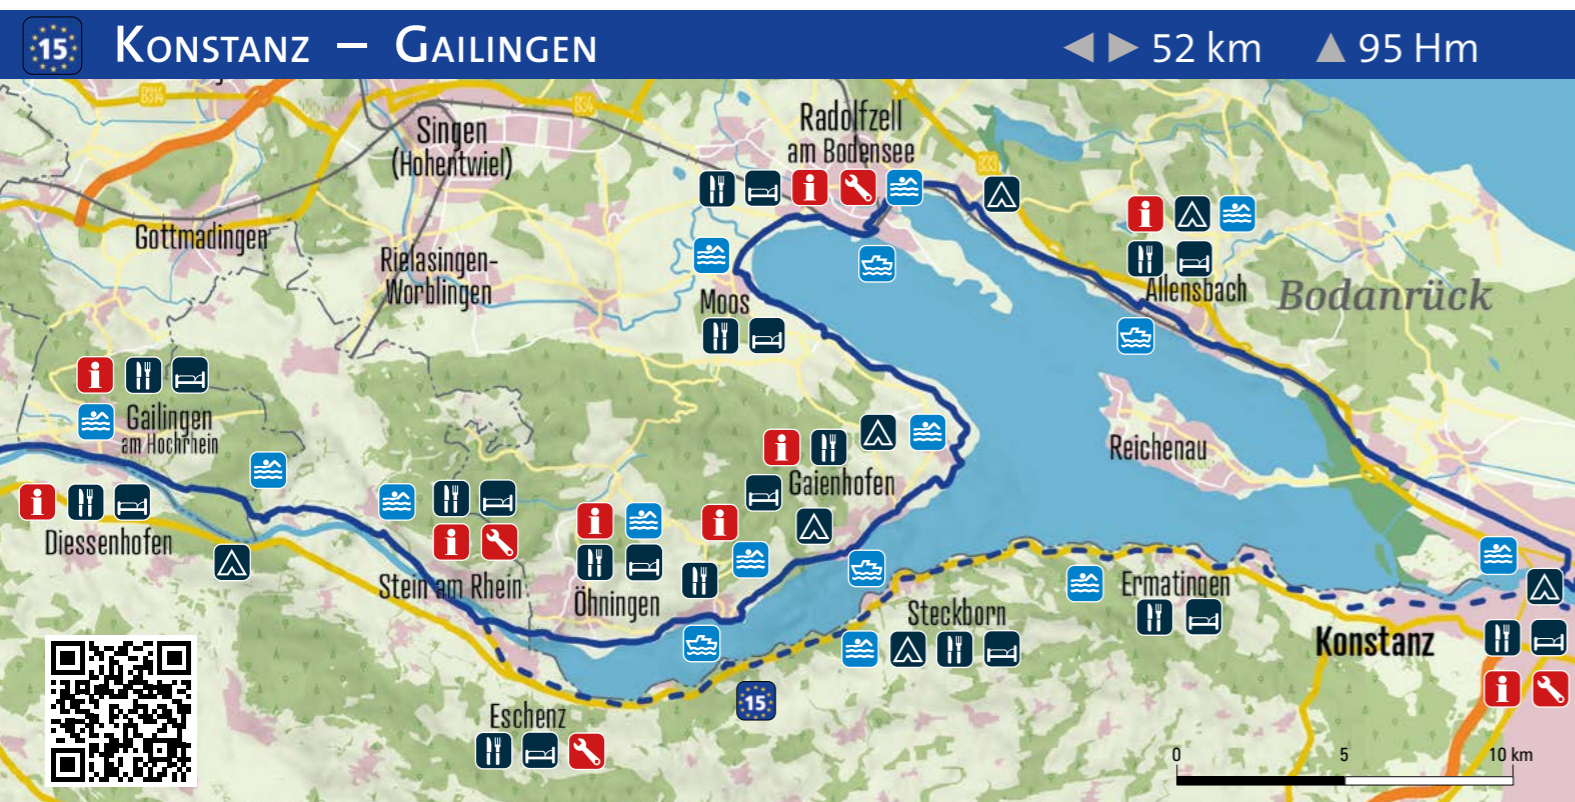 15 Konstanz – Gailingen 52 km 95 Hm
B34
Singen
(Hohentwiel)
Radolfzell
am Bodensee
B33
Gottmadingen
Rielasingen-
Worblingen
Moos
Allensbach
Bodanrück
Gailingen
am Hochrhein
Reichenau
Gaienhofen
Diessenhofen
Stein am Rhein
Öhningen
Ermatingen
Steckborn
Konstanz
15
Eschenz
0 5 10 km